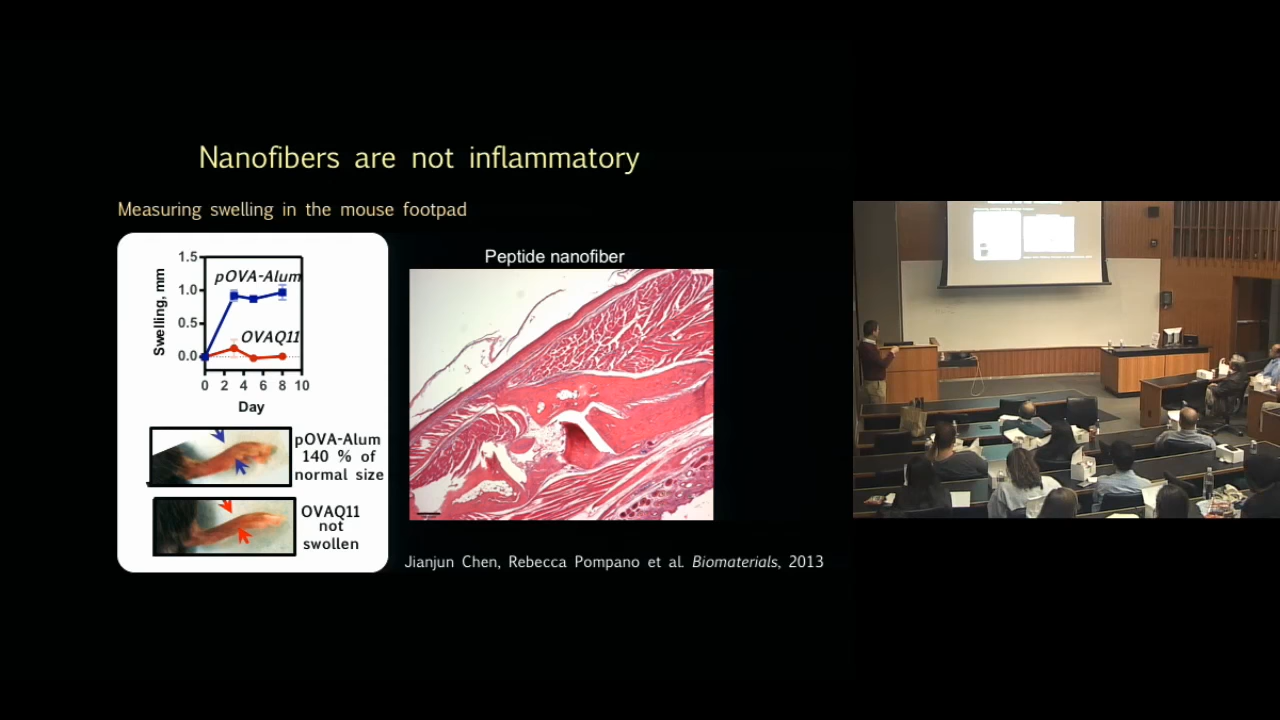 Nanofibers are not inflammatory
Measuring swelling in the mouse footpad
Swelling, mm
1.5
1.0
0.5
0.0
pOVA-Alum
OVAQ11
0 2 4 6 8 10
Day
pOVA-Alum
140 % of
normal size
OVAQ11
not
swollen
Peptide nanofiber
Jianjun Chen, Rebecca Pompano et al. Biomaterials, 2013